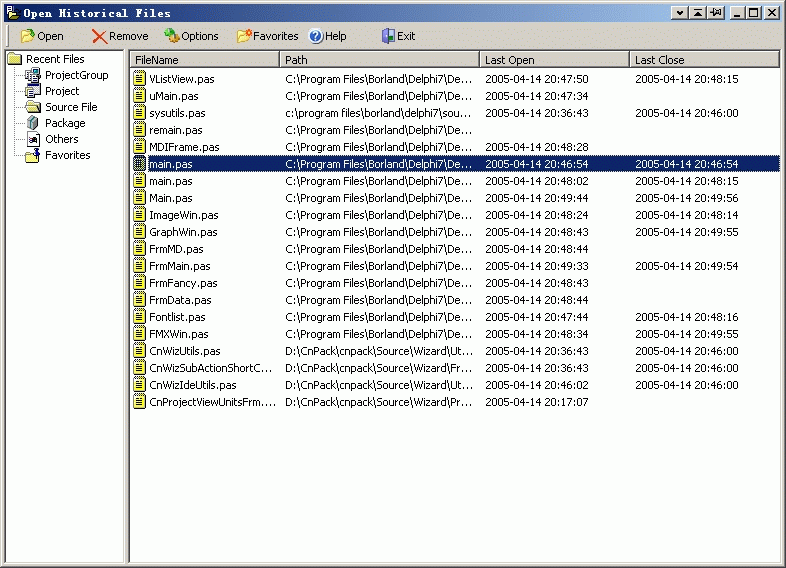 Open Historical Files
Open Remove Options Favorites Help Exit
Recent Files
ProjectGroup
Project
Source File
Package
Others
Favorites
FileName Path Last Open Last Close
VListView.pas C:\Program Files\Borland\Delphi7\De... 2005-04-14 20:47:50 2005-04-14 20:48:15
uMain.pas C:\Program Files\Borland\Delphi7\De... 2005-04-14 20:47:34
sysutils.pas c:\program files\borland\delphi7\sou... 2005-04-14 20:36:43 2005-04-14 20:46:00
remain.pas C:\Program Files\Borland\Delphi7\De...
MDIFrame.pas C:\Program Files\Borland\Delphi7\De... 2005-04-14 20:48:28
main.pas C:\Program Files\Borland\Delphi7\De... 2005-04-14 20:46:54 2005-04-14 20:46:54
main.pas C:\Program Files\Borland\Delphi7\De... 2005-04-14 20:48:02 2005-04-14 20:48:15
Main.pas C:\Program Files\Borland\Delphi7\De... 2005-04-14 20:49:44 2005-04-14 20:49:56
ImageWin.pas C:\Program Files\Borland\Delphi7\De... 2005-04-14 20:48:24 2005-04-14 20:48:14
GraphWin.pas C:\Program Files\Borland\Delphi7\De... 2005-04-14 20:48:43 2005-04-14 20:49:55
FrmMD.pas C:\Program Files\Borland\Delphi7\De... 2005-04-14 20:48:44
FrmMain.pas C:\Program Files\Borland\Delphi7\De... 2005-04-14 20:49:33 2005-04-14 20:49:54
FrmFancy.pas C:\Program Files\Borland\Delphi7\De... 2005-04-14 20:48:43
FrmData.pas C:\Program Files\Borland\Delphi7\De... 2005-04-14 20:48:44
Fontlist.pas C:\Program Files\Borland\Delphi7\De... 2005-04-14 20:47:44 2005-04-14 20:48:16
FMXWin.pas C:\Program Files\Borland\Delphi7\De... 2005-04-14 20:48:34 2005-04-14 20:49:55
CnWizUtils.pas D:\CnPack\cnpack\Source\Wizard\Ut... 2005-04-14 20:36:43 2005-04-14 20:46:00
CnWizSubActionShortC... D:\CnPack\cnpack\Source\Wizard\Fr... 2005-04-14 20:36:43 2005-04-14 20:46:00
CnWizIdeUtils.pas D:\CnPack\cnpack\Source\Wizard\Ut... 2005-04-14 20:46:02 2005-04-14 20:46:00
CnProjectViewUnitsFrm.... D:\CnPack\cnpack\Source\Wizard\Pr... 2005-04-14 20:17:07